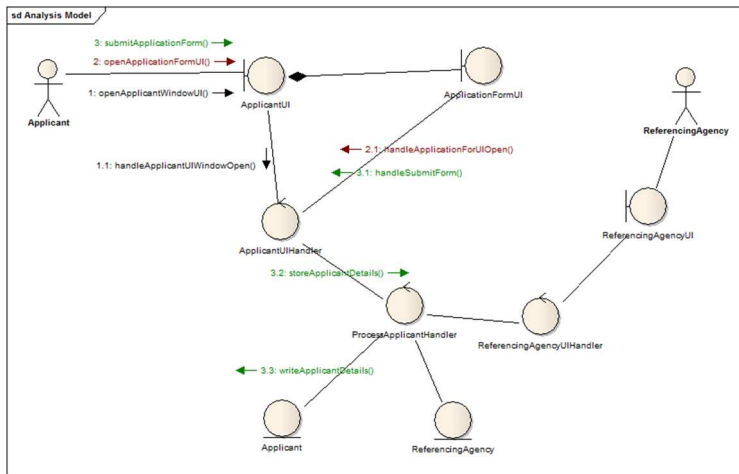 sd Analysis Model
3: submitApplicationForm()
2: openApplicationFormUI()
1: openApplicantWindowUI()
Applicant
ApplicantUI
ApplicationFormUI
ReferencingAgency
2.1: handleApplicationForUIOpen()
1.1: handleApplicantUIWindowOpen()
3.1: handleSubmitForm()
ReferencingAgencyUI
ApplicantUIHandler
3.2: storeApplicantDetails()
ProcessApplicantHandler
ReferencingAgencyUIHandler
3.3: writeApplicantDetails()
Applicant
ReferencingAgency